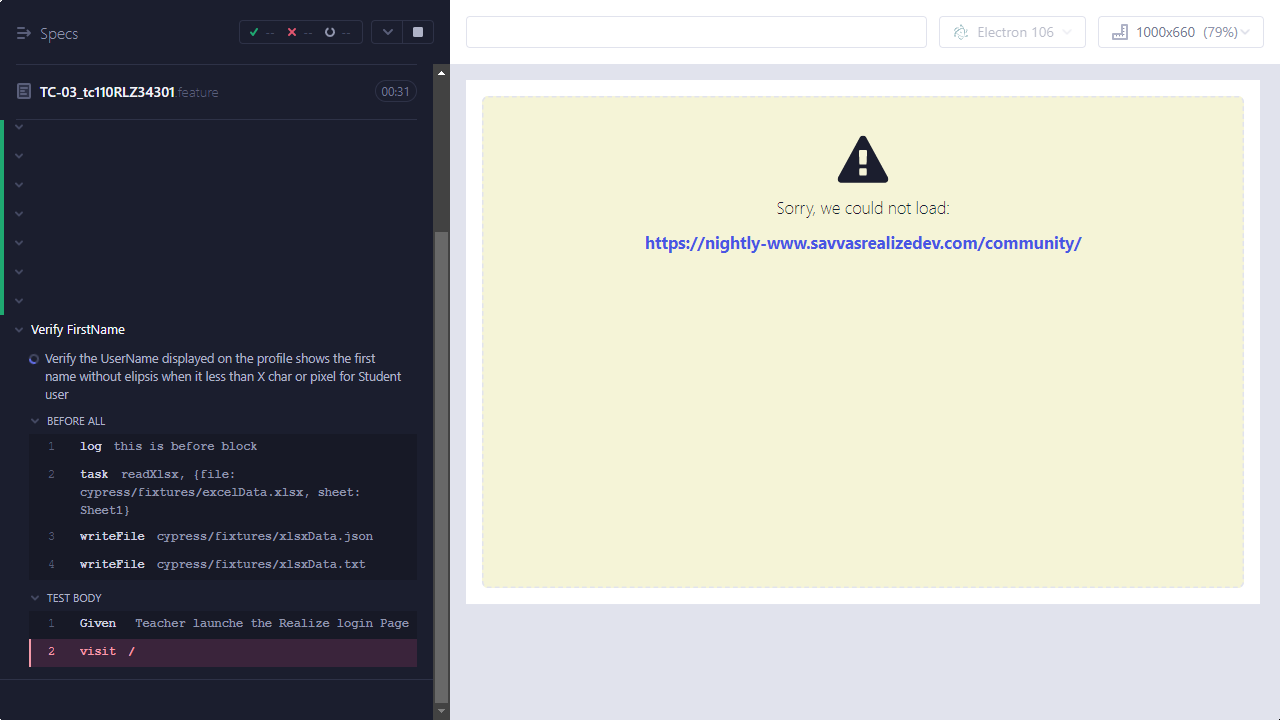 Specs
--
--
--
Electron 106
1000x660 (79%)
TC-03_tc110RLZ34301.feature
00:31
Verify FirstName
Verify the UserName displayed on the profile shows the first
name without elipsis when it less than X char or pixel for Student
user
BEFORE ALL
1 log this is before block
2 task readXlsx, {file:
cypress/fixtures/excelData.xlsx, sheet:
Sheet1}
3 writeFile cypress/fixtures/xlsxData.json
4 writeFile cypress/fixtures/xlsxData.txt
TEST BODY
1 Given Teacher launche the Realize login Page
2 visit /
Sorry, we could not load:
https://nightly-www.savvasrealizedev.com/community/